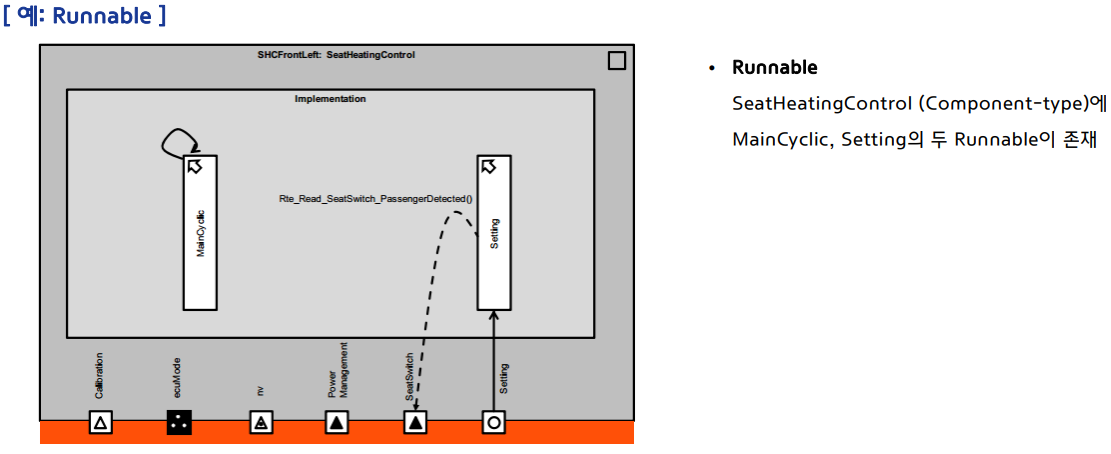 [ 예: Runnable ]
SHCFrontLeft: SeatHeatingControl
Implementation
MainCyclic
Rte_Read_SeatSwitch_PassengerDetected()
Setting
Calibration
ecuMode
nv
Power
Management
SeatSwitch
Setting
• Runnable
SeatHeatingControl (Component-type)에
MainCyclic, Setting의 두 Runnable이 존재